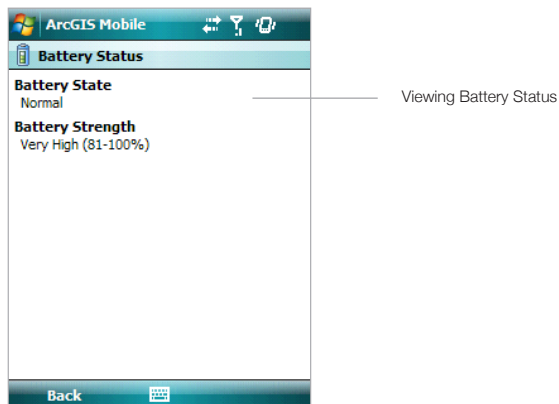 ArcGIS Mobile
Battery Status
Battery State
Normal
Viewing Battery Status
Battery Strength
Very High (81-100%)
Back